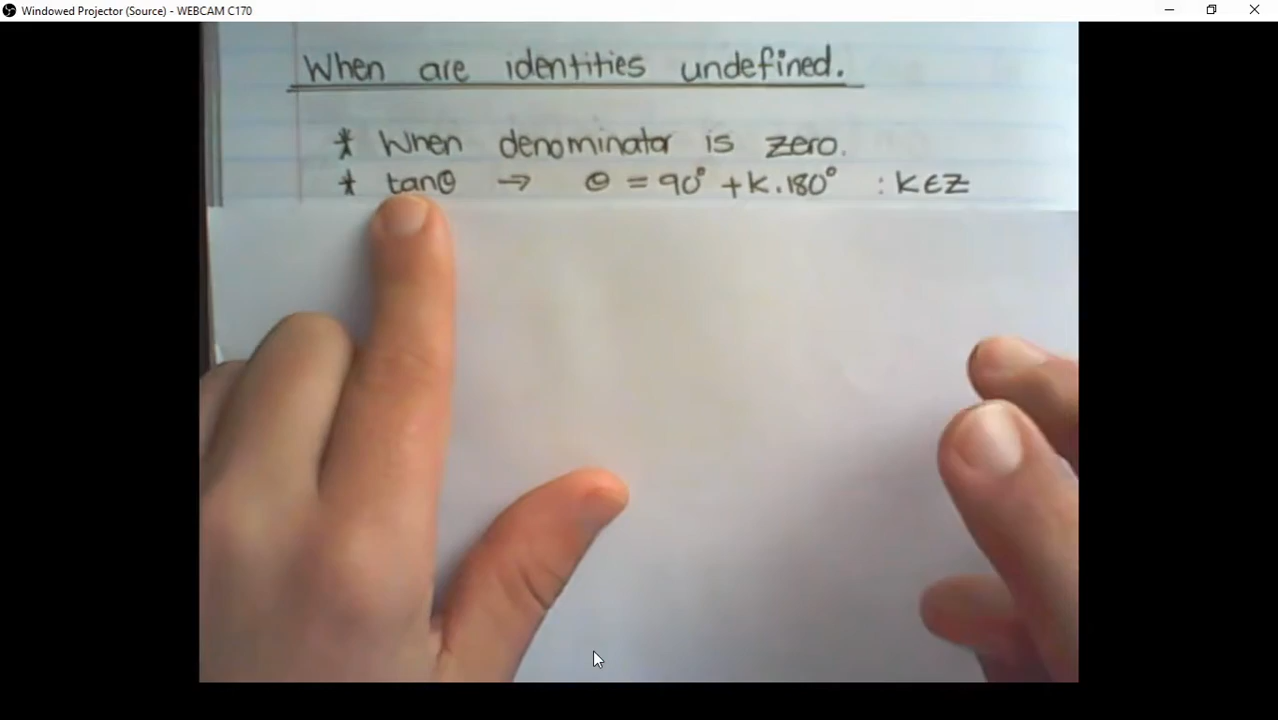 Windowed Projector (Source) - WEBCAM C170
When are identities undefined.
* When denominator is zero.
* tanθ → θ = 90° + K.180° : K∈Z